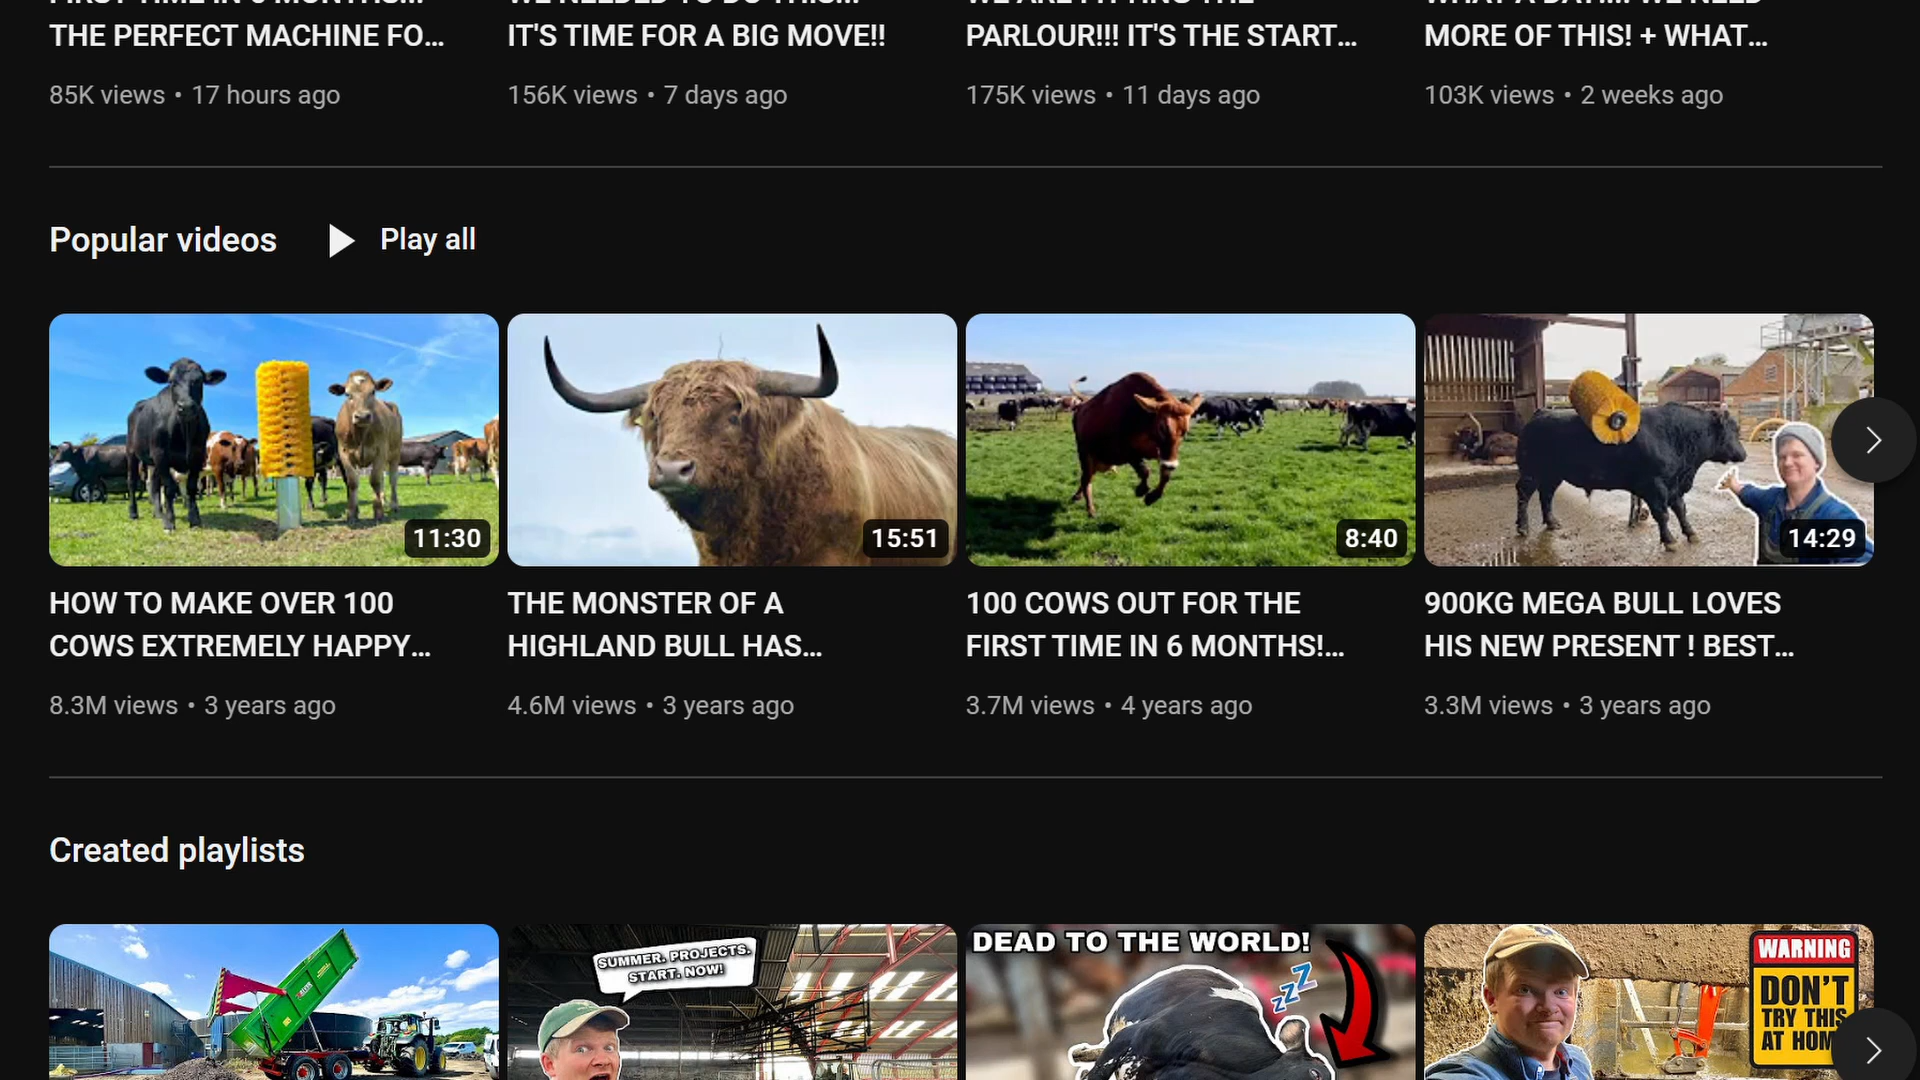 THE PERFECT MACHINE FO...
IT'S TIME FOR A BIG MOVE!!
PARLOUR!!! IT'S THE START...
MORE OF THIS! + WHAT...
85K views • 17 hours ago
156K views • 7 days ago
175K views • 11 days ago
103K views • 2 weeks ago
Popular videos
Play all
11:30
15:51
8:40
14:29
HOW TO MAKE OVER 100
COWS EXTREMELY HAPPY...
THE MONSTER OF A
HIGHLAND BULL HAS...
100 COWS OUT FOR THE
FIRST TIME IN 6 MONTHS!...
900KG MEGA BULL LOVES
HIS NEW PRESENT ! BEST...
8.3M views • 3 years ago
4.6M views • 3 years ago
3.7M views • 4 years ago
3.3M views • 3 years ago
Created playlists
SUMMER. PROJECTS.
START. NOW!
DEAD TO THE WORLD!
zzz
WARNING
DON'T
TRY THIS
AT HOM